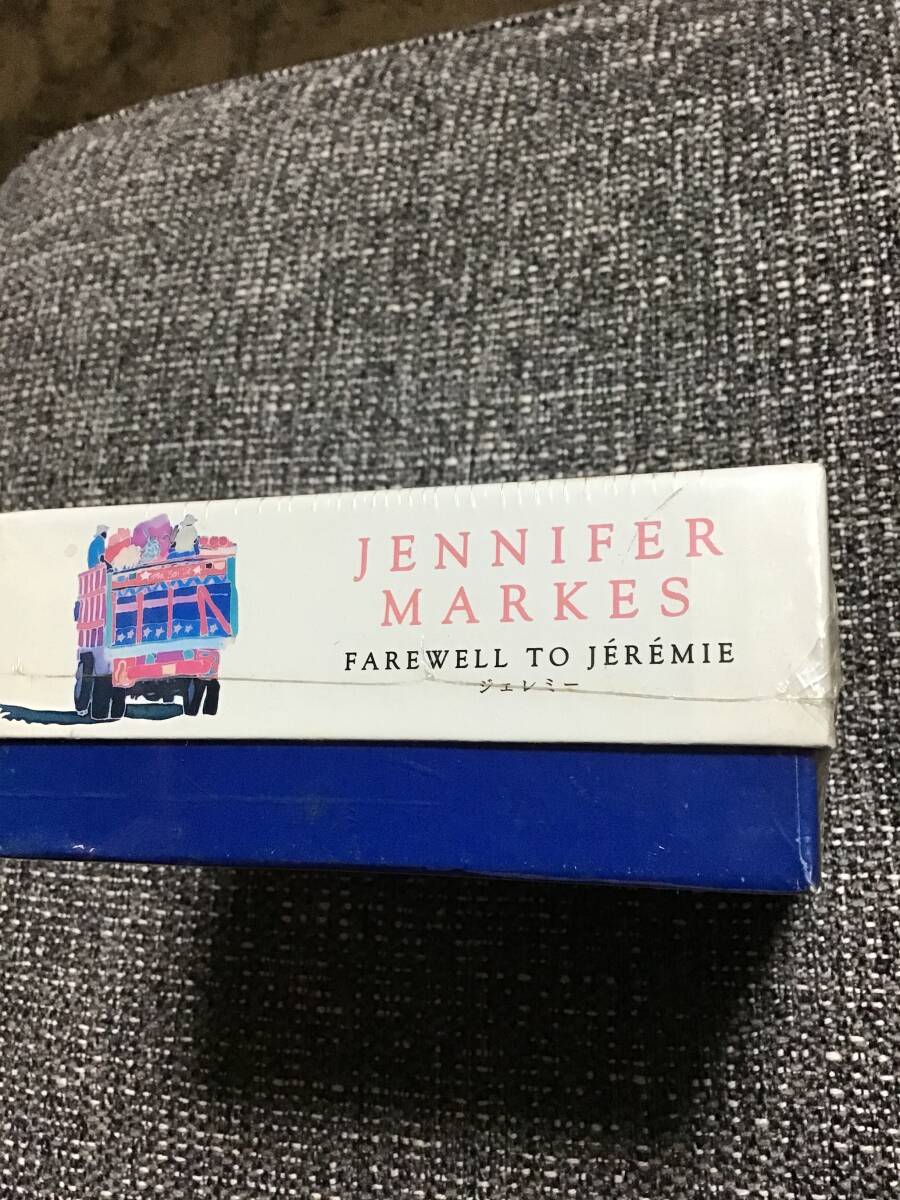 JENNIFER
MARKES
FAREWELL TO JÉRÉMIE
ジェレミー